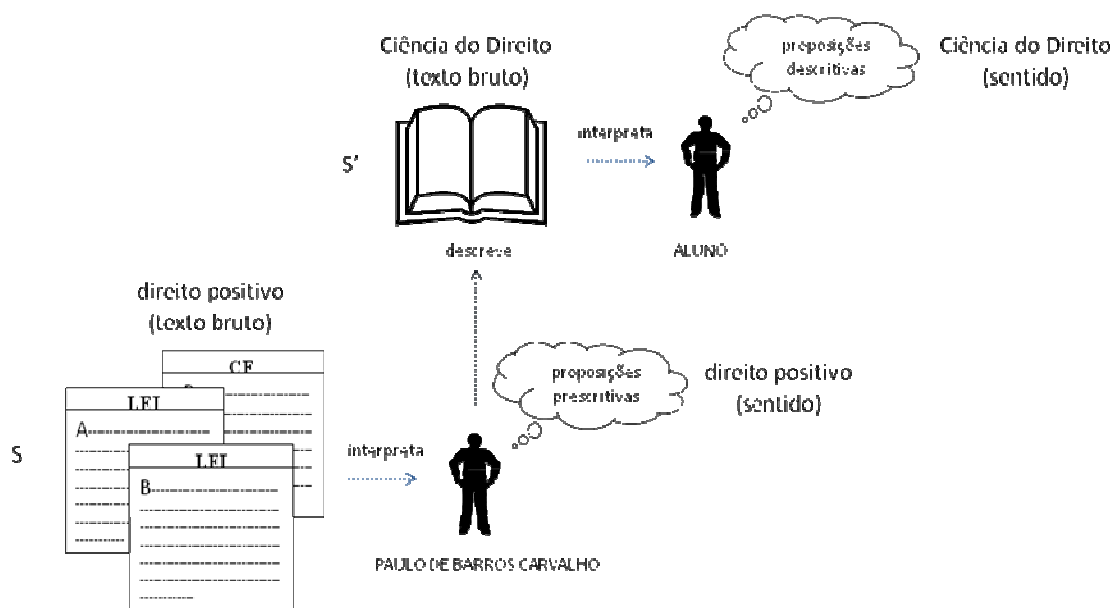 Ciência do Direito
(texto bruto)
proposições
descritivas
Ciência do Direito
(sentido)
S'
interpreta
descreve
ALUNO
direito positivo
(texto bruto)
CF
LEI
A
LEI
B
S
interpreta
proposições
prescritivas
direito positivo
(sentido)
PAULO DE BARROS CARVALHO